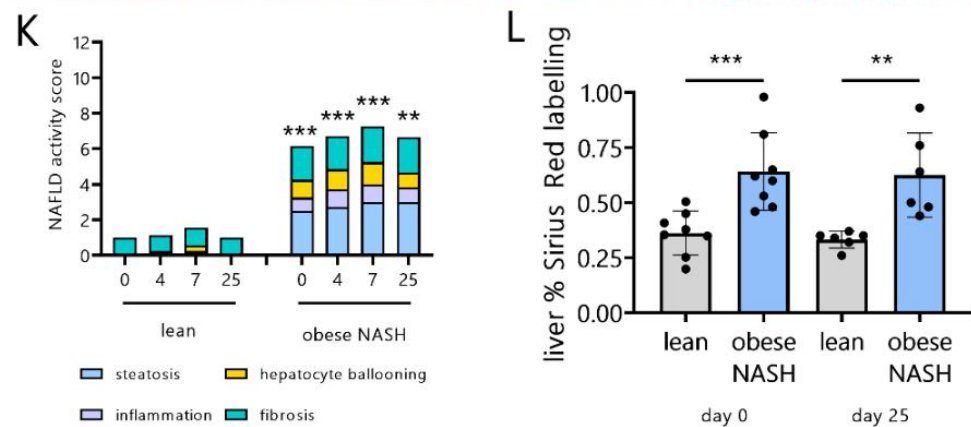 K
NAFLD activity score
12
10
8
6
4
2
0
*** *** *** **
0 4 7 25 0 4 7 25
lean obese NASH
steatosis hepatocyte ballooning
inflammation fibrosis
L
liver % Sirius Red labelling
*** **
1.00
0.75
0.50
0.25
0.00
lean obese lean obese
NASH NASH
day 0 day 25